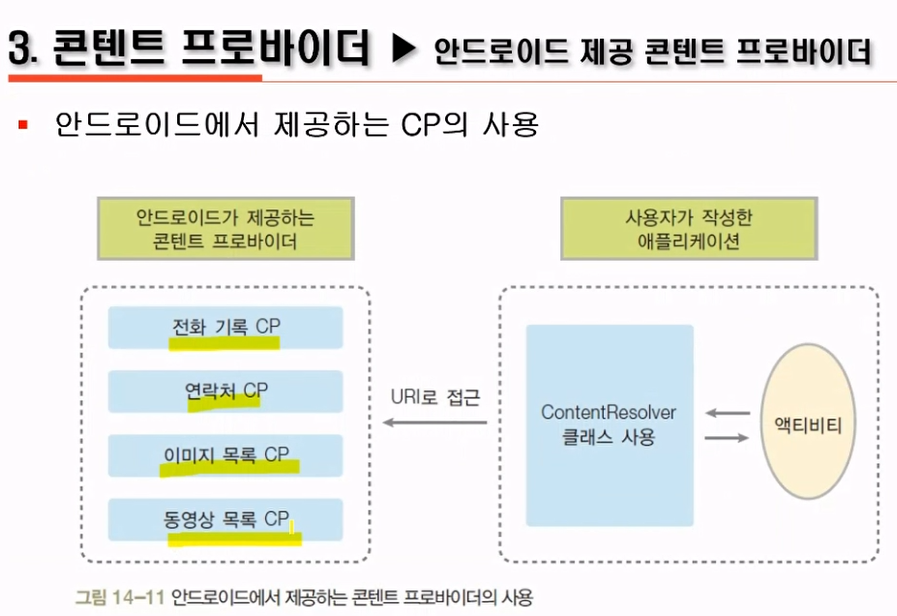 3. 콘텐트 프로바이더 ▶ 안드로이드 제공 콘텐트 프로바이더
▪ 안드로이드에서 제공하는 CP의 사용
안드로이드가 제공하는
콘텐트 프로바이더
전화 기록 CP
연락처 CP
이미지 목록 CP
동영상 목록 CP
URI로 접근
사용자가 작성한
애플리케이션
ContentResolver
클래스 사용
액티비티
그림 14-11 안드로이드에서 제공하는 콘텐트 프로바이더의 사용